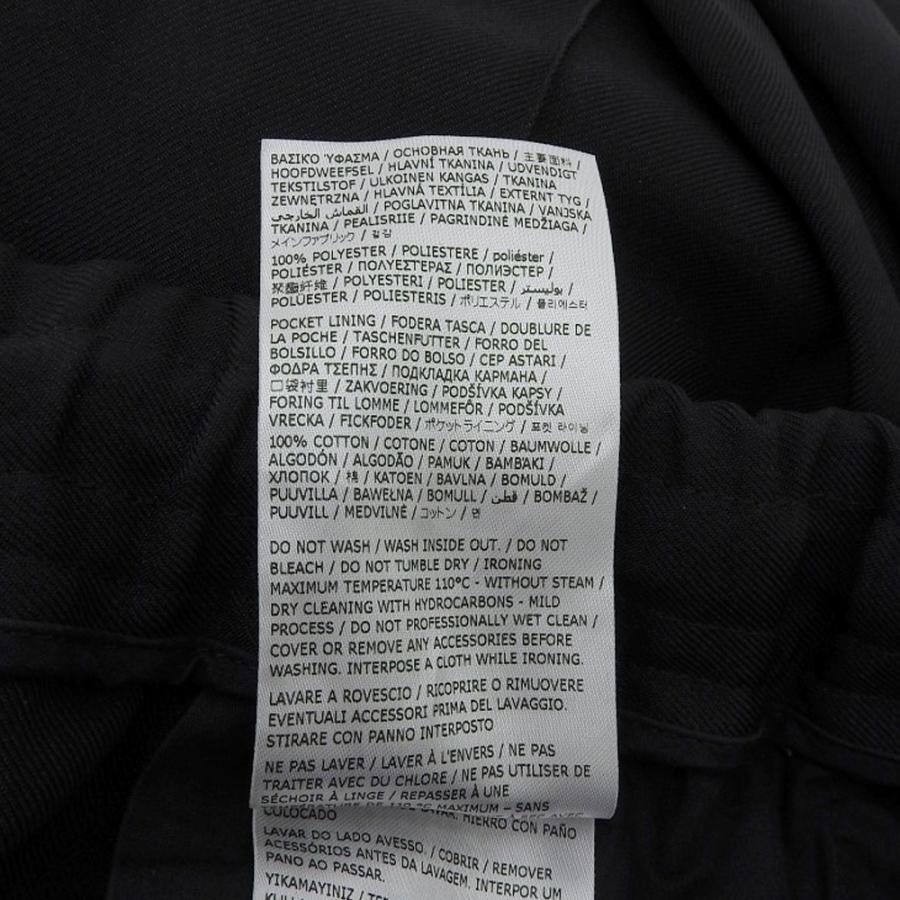 ΒΑΣΙΚΌ ΎΦΑΣΜΑ / ОСНОВНАЯ ТКАНЬ / 主要面料 /
HOOFDWEEFSEL / HLAVNÍ TKANINA / UDVENDIGT
TEKSTILSTOF / ULKOINEN KANGAS / TKANINA
ZEWNĘTRZNA / HLAVNÁ TEXTÍLIA / EXTERNT TYG /
القماش الخارجي / POGLAVITNA TKANINA / VANJSKA
TKANINA / PEALISRIIE / PAGRINDINĖ MEDŽIAGA /
メインファブリック / 겉감
100% POLYESTER / POLIESTERE / poliéster /
POLIÉSTER / ΠΟΛΥΕΣΤΕΡΑΣ / ПОЛИЭСТЕР /
聚酯纤维 / POLYESTERI / POLIESTER / بوليستر /
POLÜESTER / POLIESTERIS / ポリエステル / 폴리에스터
POCKET LINING / FODERA TASCA / DOUBLURE DE
LA POCHE / TASCHENFUTTER / FORRO DEL
BOLSILLO / FORRO DO BOLSO / CEP ASTARI /
ΦΟΔΡΑ ΤΣΕΠΗΣ / ПОДКЛАДКА КАРМАНА /
口袋衬里 / ZAKVOERING / PODŠÍVKA KAPSY /
FORING TIL LOMME / LOMMEFÔR / PODŠÍVKA
VRECKA / FICKFODER / ポケットライニング / 포켓 라이닝
100% COTTON / COTONE / COTON / BAUMWOLLE /
ALGODÓN / ALGODÃO / PAMUK / ΒΑΜΒΆΚΙ /
ХЛОПОК / 棉 / KATOEN / BAVLNA / BOMULD /
PUUVILLA / BAWEŁNA / BOMULL / قطن / BOMBAŽ /
PUUVILL / MEDVILNĖ / コットン / 면
DO NOT WASH / WASH INSIDE OUT. / DO NOT
BLEACH / DO NOT TUMBLE DRY / IRONING
MAXIMUM TEMPERATURE 110°C - WITHOUT STEAM /
DRY CLEANING WITH HYDROCARBONS - MILD
PROCESS / DO NOT PROFESSIONALLY WET CLEAN /
COVER OR REMOVE ANY ACCESSORIES BEFORE
WASHING. INTERPOSE A CLOTH WHILE IRONING.
LAVARE A ROVESCIO / RICOPRIRE O RIMUOVERE
EVENTUALI ACCESSORI PRIMA DEL LAVAGGIO.
STIRARE CON PANNO INTERPOSTO
NE PAS LAVER / LAVER À L'ENVERS / NE PAS
TRAITER AVEC DU CHLORE / NE PAS UTILISER DE
SÉCHOIR À LINGE / REPASSER À UNE
110 °C MAXIMUM – SANS
HIERRO CON PAÑO
COLOCADO
LAVAR DO LADO AVESSO. / COBRIR / REMOVER
ACESSÓRIOS ANTES DA LAVAGEM. INTERPOR UM
PANO AO PASSAR.
YIKAMAYINIZ /